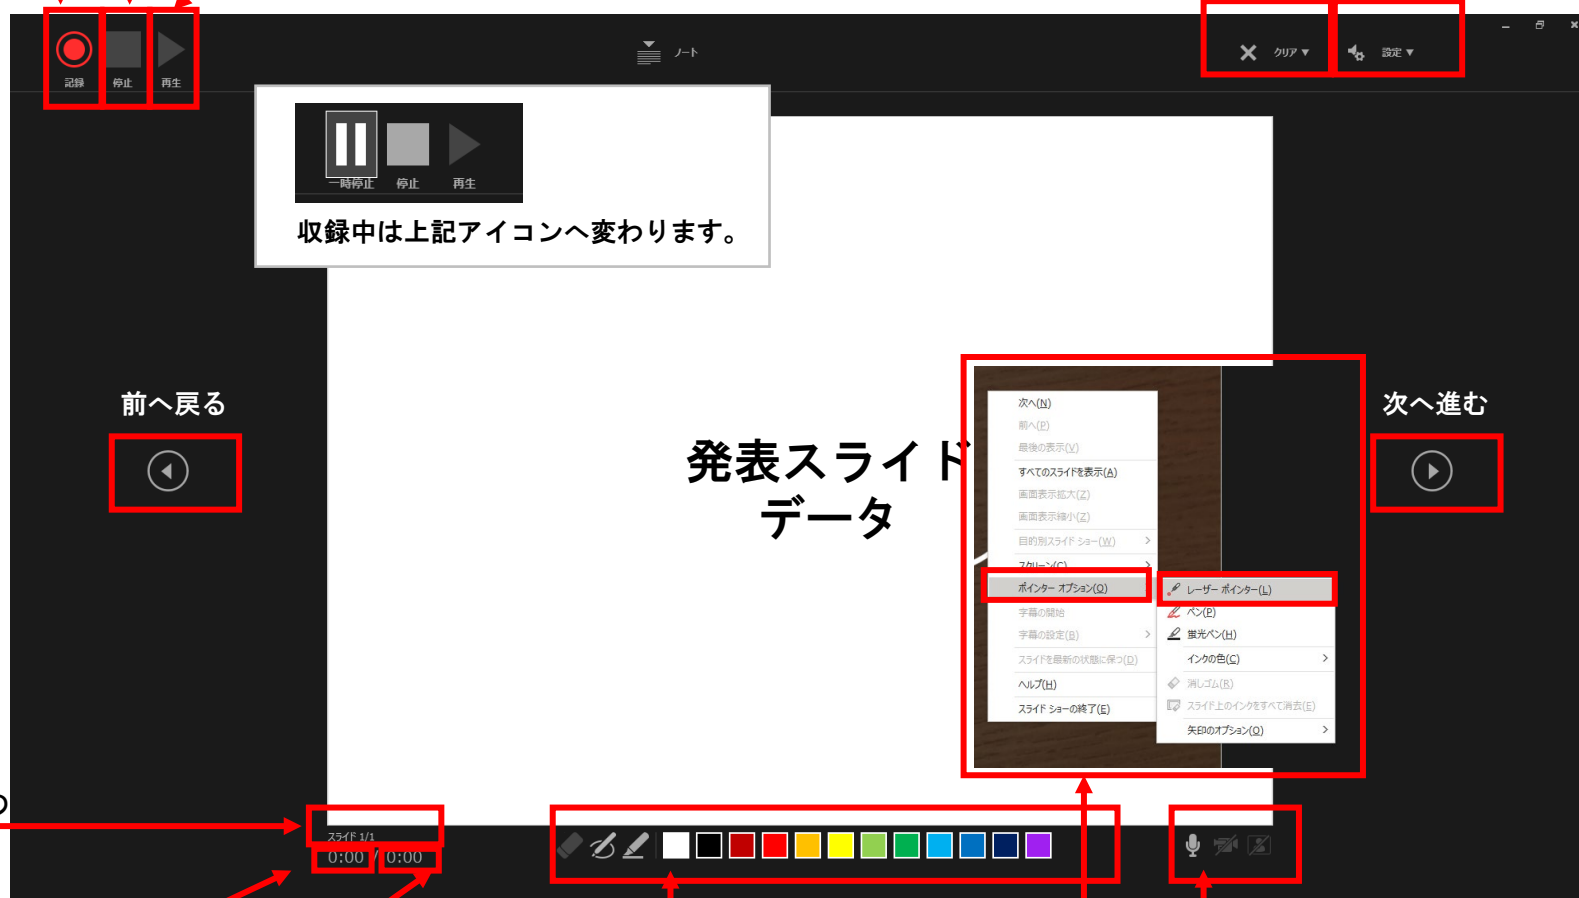 記録
停止
再生
ノート
クリア▼
設定▼
一時停止
停止
再生
収録中は上記アイコンへ変わります。
前へ戻る
次へ進む
発表スライド
データ
次へ(N)
前へ(P)
最後の表示(V)
すべてのスライドを表示(A)
画面表示拡大(Z)
画面表示縮小(Z)
目的別スライド ショー(W)
スクリーン(C)
ポインター オプション(O)
字幕の開始
字幕の設定(B)
スライドを最新の状態に保つ(D)
ヘルプ(H)
スライド ショーの終了(E)
レーザー ポインター(L)
ペン(P)
蛍光ペン(H)
インクの色(C)
消しゴム(R)
スライド上のインクをすべて消去(E)
矢印のオプション(O)
スライド 1/1
0:00 / 0:00